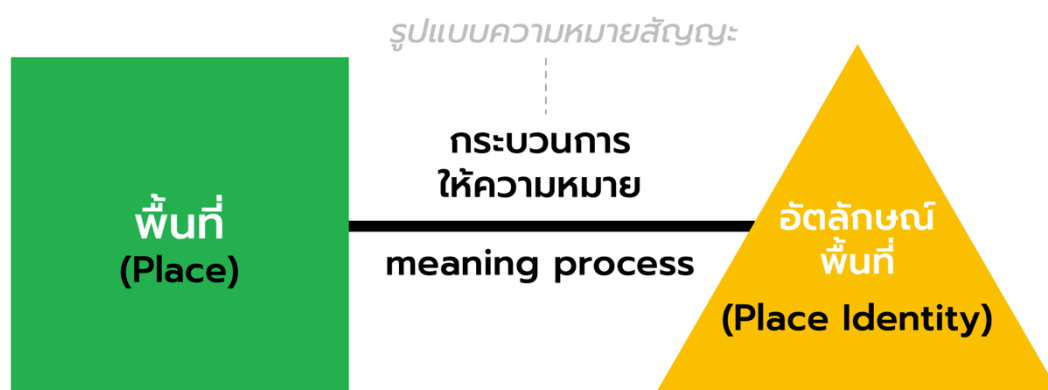 รูปแบบความหมายสัญญะ
กระบวนการ
ให้ความหมาย
meaning process
พื้นที่
(Place)
อัตลักษณ์
พื้นที่
(Place Identity)